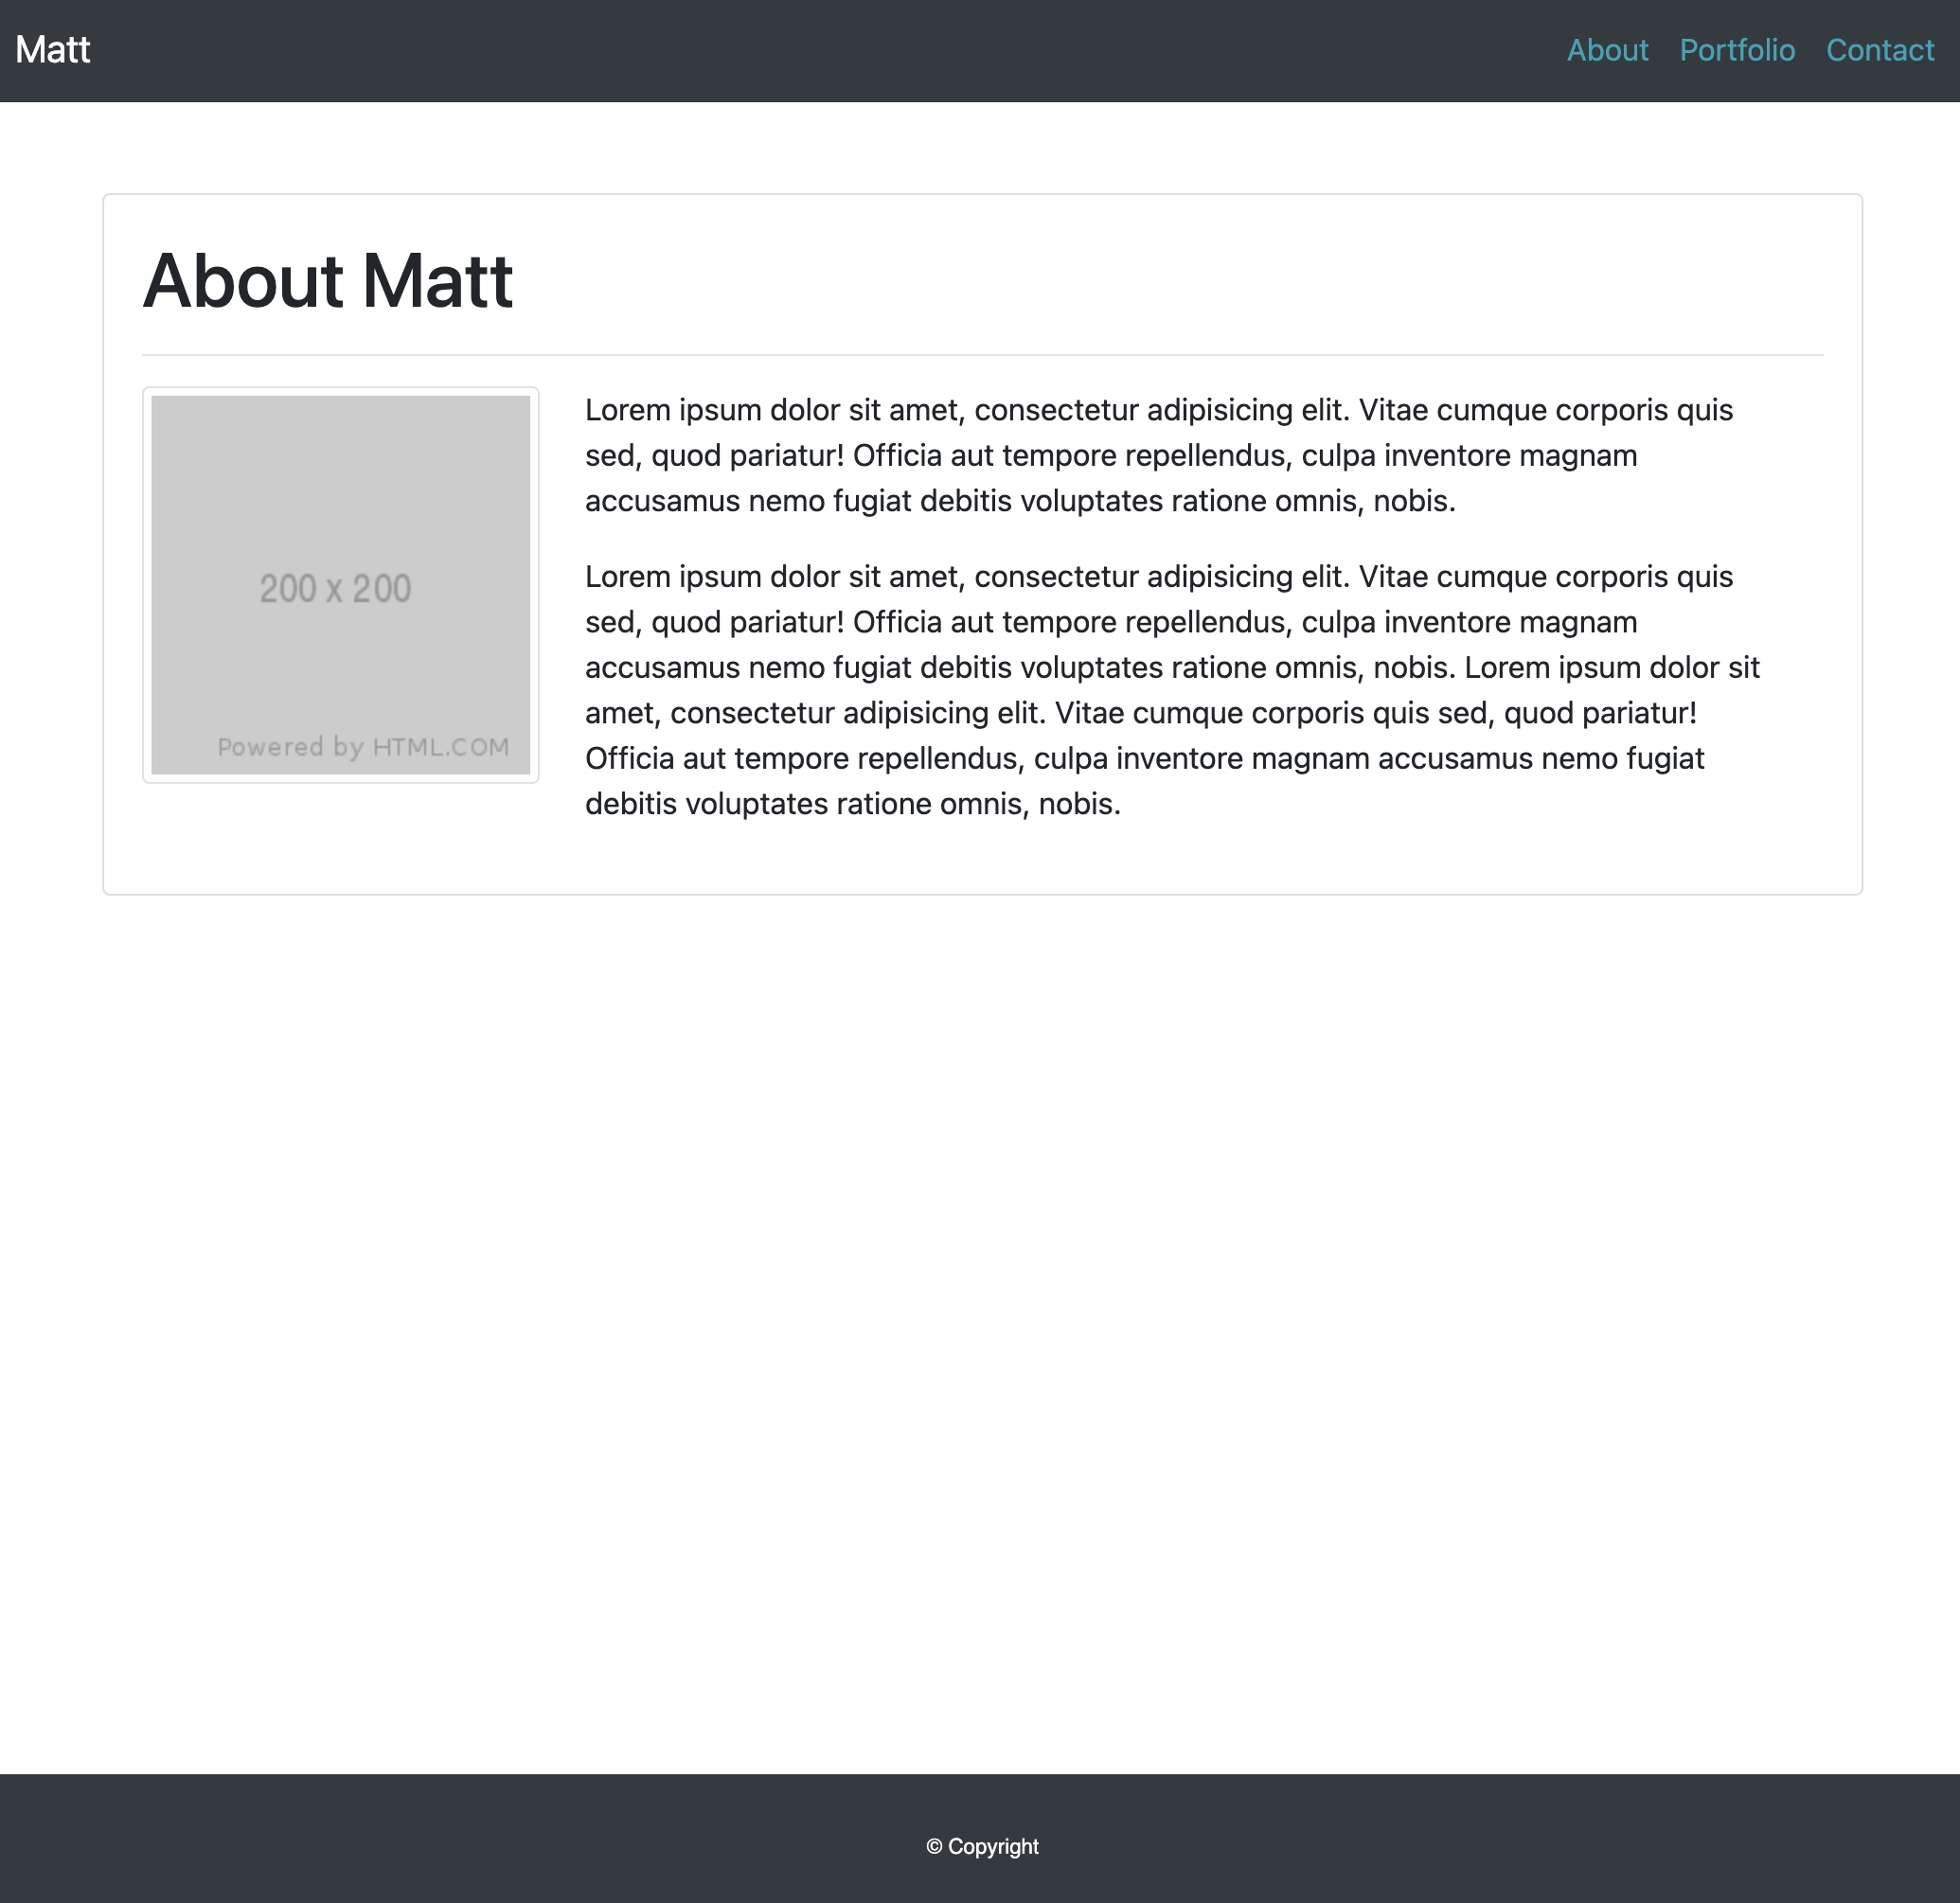 Matt
About Portfolio Contact
About Matt
200 x 200
Powered by HTML.COM
Lorem ipsum dolor sit amet, consectetur adipisicing elit. Vitae cumque corporis quis
sed, quod pariatur! Officia aut tempore repellendus, culpa inventore magnam
accusamus nemo fugiat debitis voluptates ratione omnis, nobis.
Lorem ipsum dolor sit amet, consectetur adipisicing elit. Vitae cumque corporis quis
sed, quod pariatur! Officia aut tempore repellendus, culpa inventore magnam
accusamus nemo fugiat debitis voluptates ratione omnis, nobis. Lorem ipsum dolor sit
amet, consectetur adipisicing elit. Vitae cumque corporis quis sed, quod pariatur!
Officia aut tempore repellendus, culpa inventore magnam accusamus nemo fugiat
debitis voluptates ratione omnis, nobis.
© Copyright